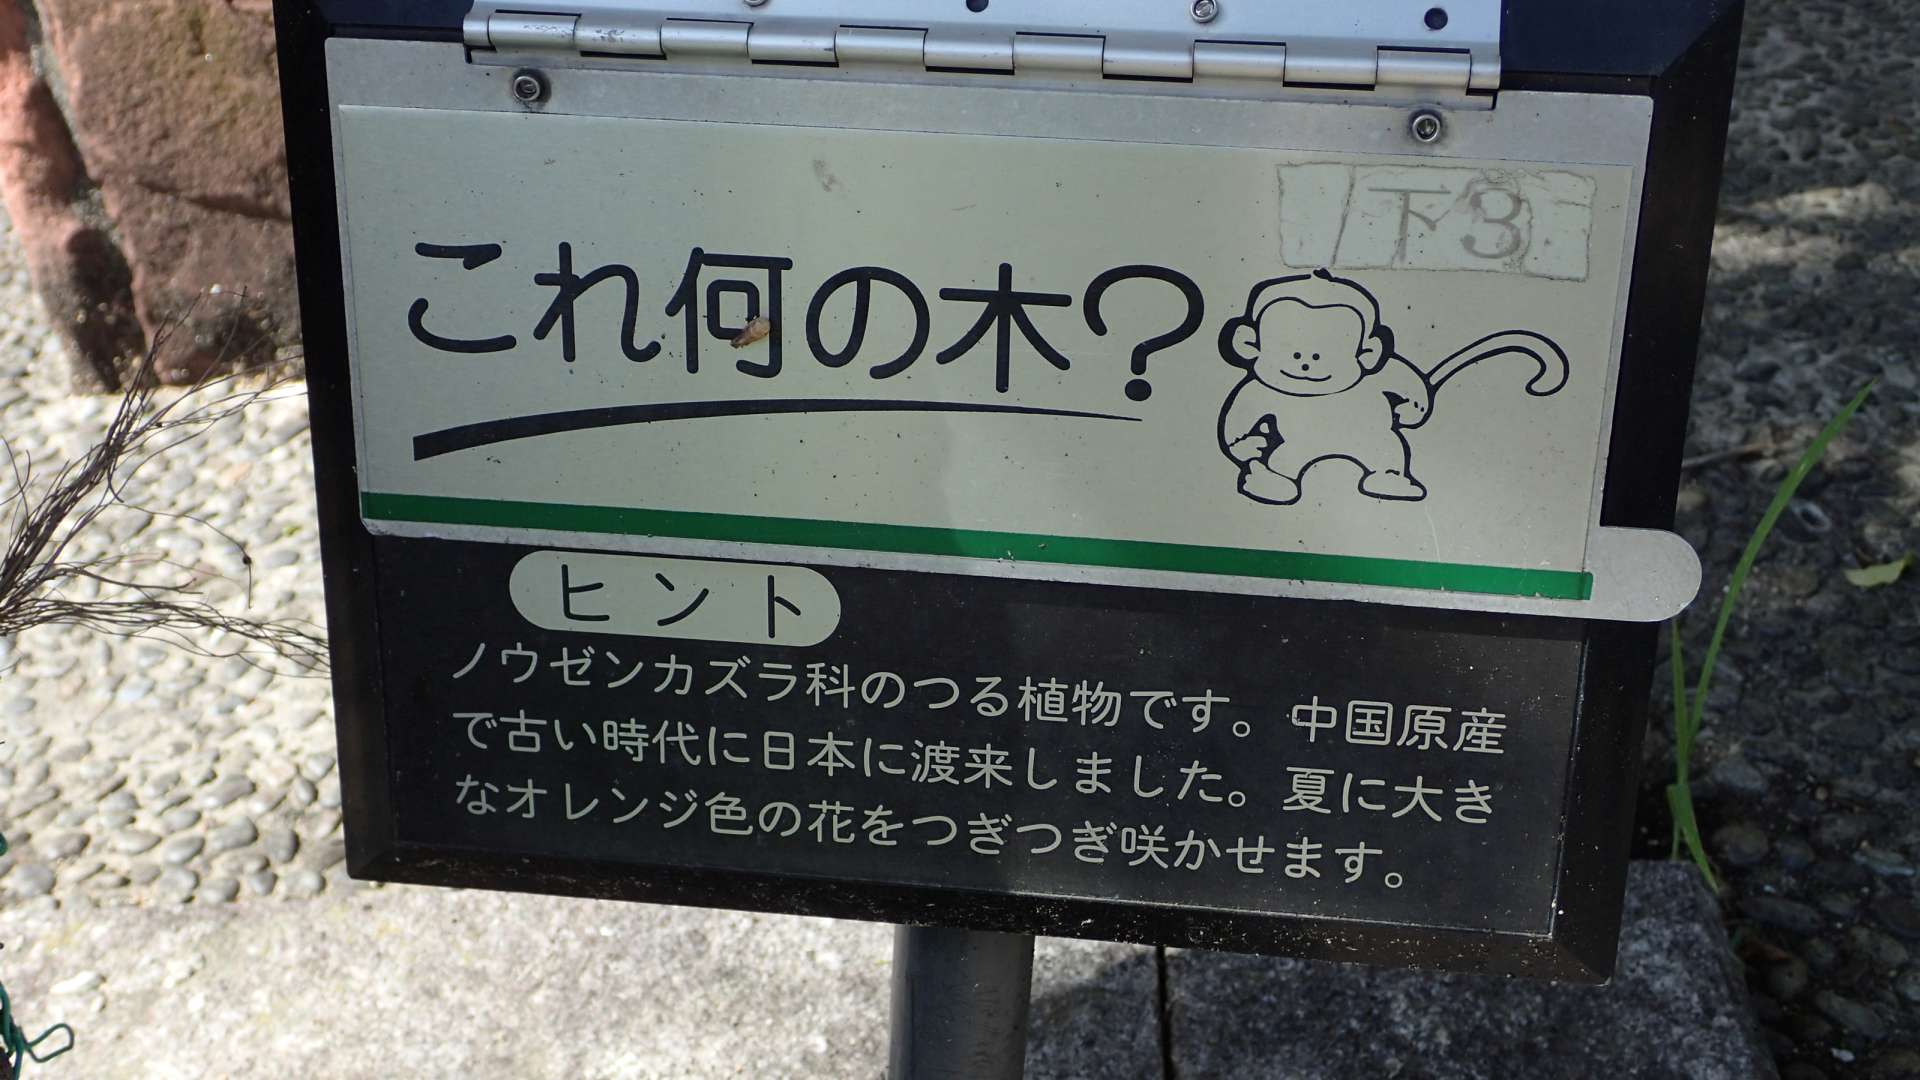 下3
これ何の木?
ヒント
ノウゼンカズラ科のつる植物です。中国原産
で古い時代に日本に渡来しました。夏に大き
なオレンジ色の花をつぎつぎ咲かせます。